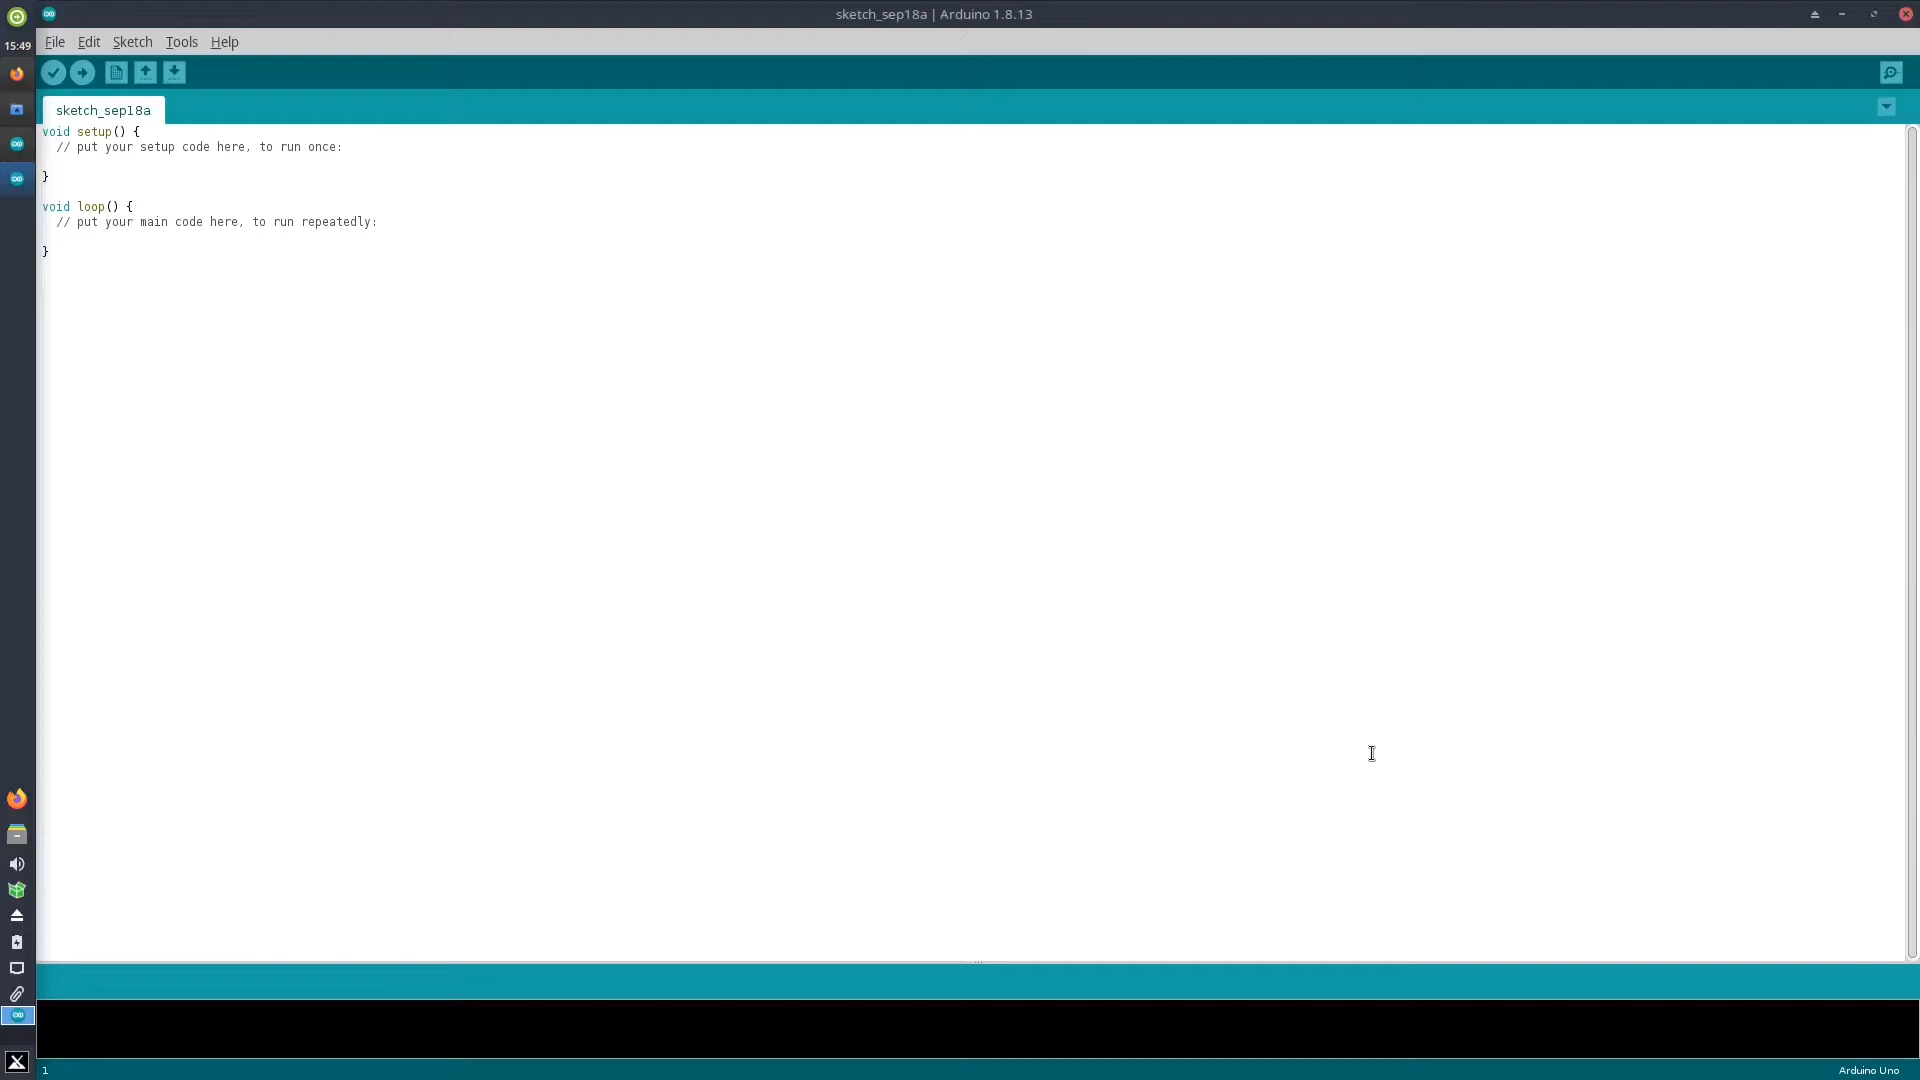 sketch_sep18a | Arduino 1.8.13
15:49
File Edit Sketch Tools Help
sketch_sep18a
void setup() {
  // put your setup code here, to run once:
}
void loop() {
  // put your main code here, to run repeatedly:
}
1
Arduino Uno